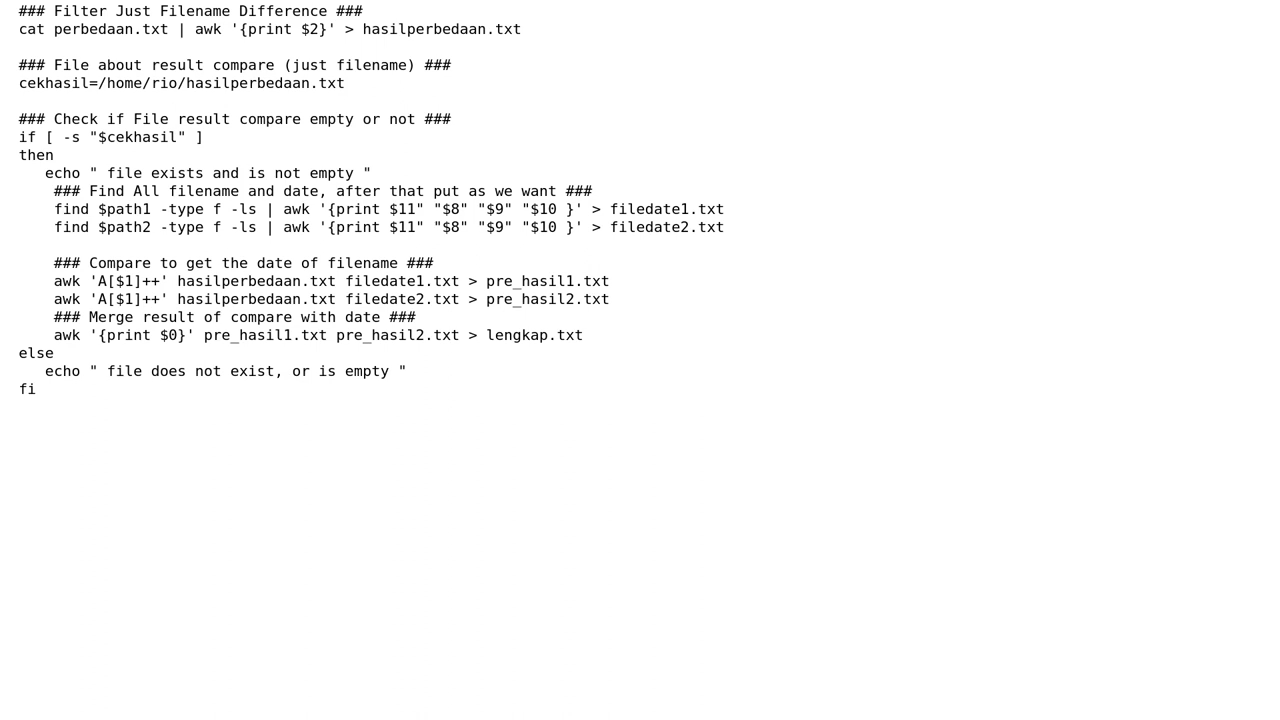 ### Filter Just Filename Difference ###
cat perbedaan.txt | awk '{print $2}' > hasilperbedaan.txt

### File about result compare (just filename) ###
cekhasil=/home/rio/hasilperbedaan.txt

### Check if File result compare empty or not ###
if [ -s "$cekhasil" ]
then
   echo " file exists and is not empty "
    ### Find All filename and date, after that put as we want ###
    find $path1 -type f -ls | awk '{print $11" "$8" "$9" "$10 }' > filedate1.txt
    find $path2 -type f -ls | awk '{print $11" "$8" "$9" "$10 }' > filedate2.txt

    ### Compare to get the date of filename ###
    awk 'A[$1]++' hasilperbedaan.txt filedate1.txt > pre_hasil1.txt
    awk 'A[$1]++' hasilperbedaan.txt filedate2.txt > pre_hasil2.txt
    ### Merge result of compare with date ###
    awk '{print $0}' pre_hasil1.txt pre_hasil2.txt > lengkap.txt
else
   echo " file does not exist, or is empty "
fi